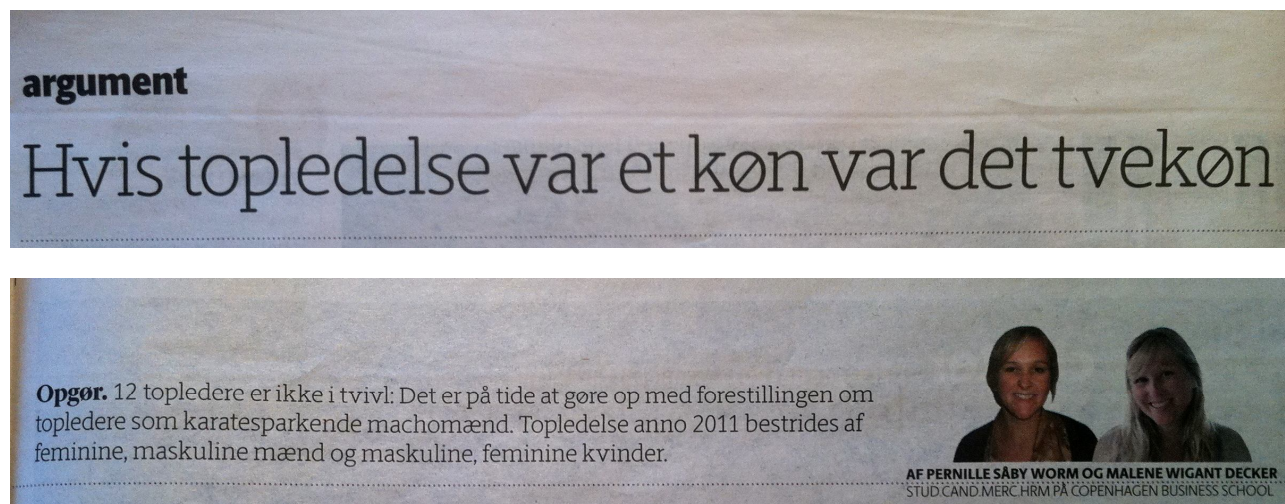 argument
Hvis topledelse var et køn var det tvekøn
Opgør. 12 topledere er ikke i tvivl: Det er på tide at gøre op med forestillingen om
topledere som karatesparkende machomænd. Topledelse anno 2011 bestrides af
feminine, maskuline mænd og maskuline, feminine kvinder.
AF PERNILLE SÅBY WORM OG MALENE WIGANT DECKER
STUD.CAND.MERC.HRM PÅ COPENHAGEN BUSINESS SCHOOL